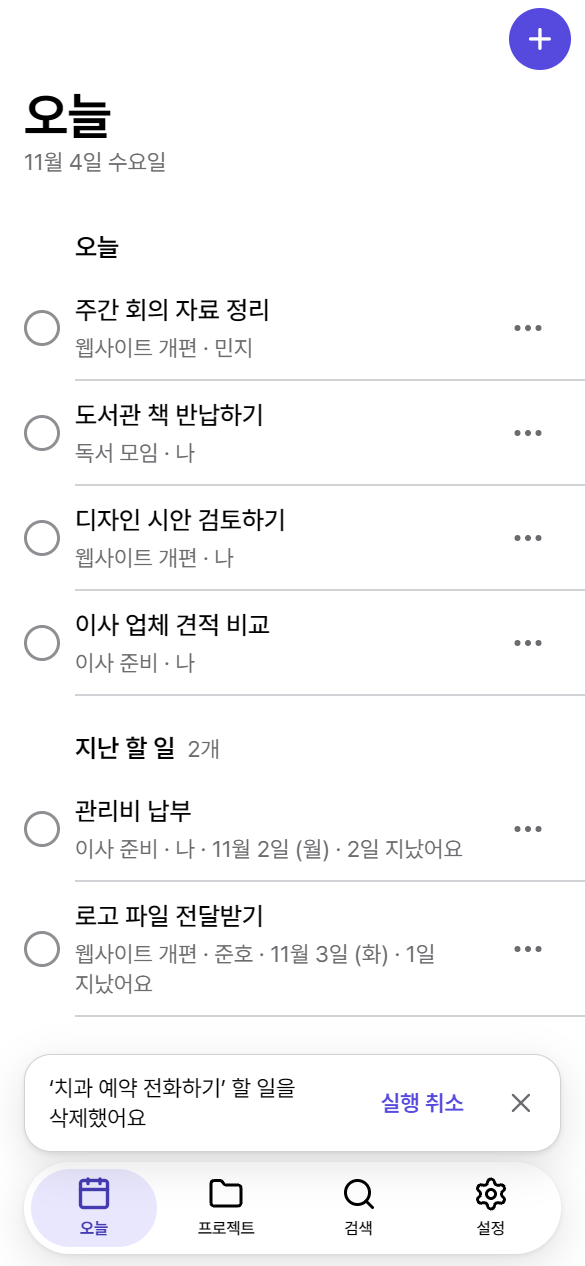 오늘
11월 4일 수요일
오늘
주간 회의 자료 정리
웹사이트 개편 · 민지
도서관 책 반납하기
독서 모임 · 나
디자인 시안 검토하기
웹사이트 개편 · 나
이사 업체 견적 비교
이사 준비 · 나
지난 할 일 2개
관리비 납부
이사 준비 · 나 · 11월 2일 (월) · 2일 지났어요
로고 파일 전달받기
웹사이트 개편 · 준호 · 11월 3일 (화) · 1일
지났어요
‘치과 예약 전화하기’ 할 일을
삭제했어요
실행 취소
오늘
프로젝트
검색
설정